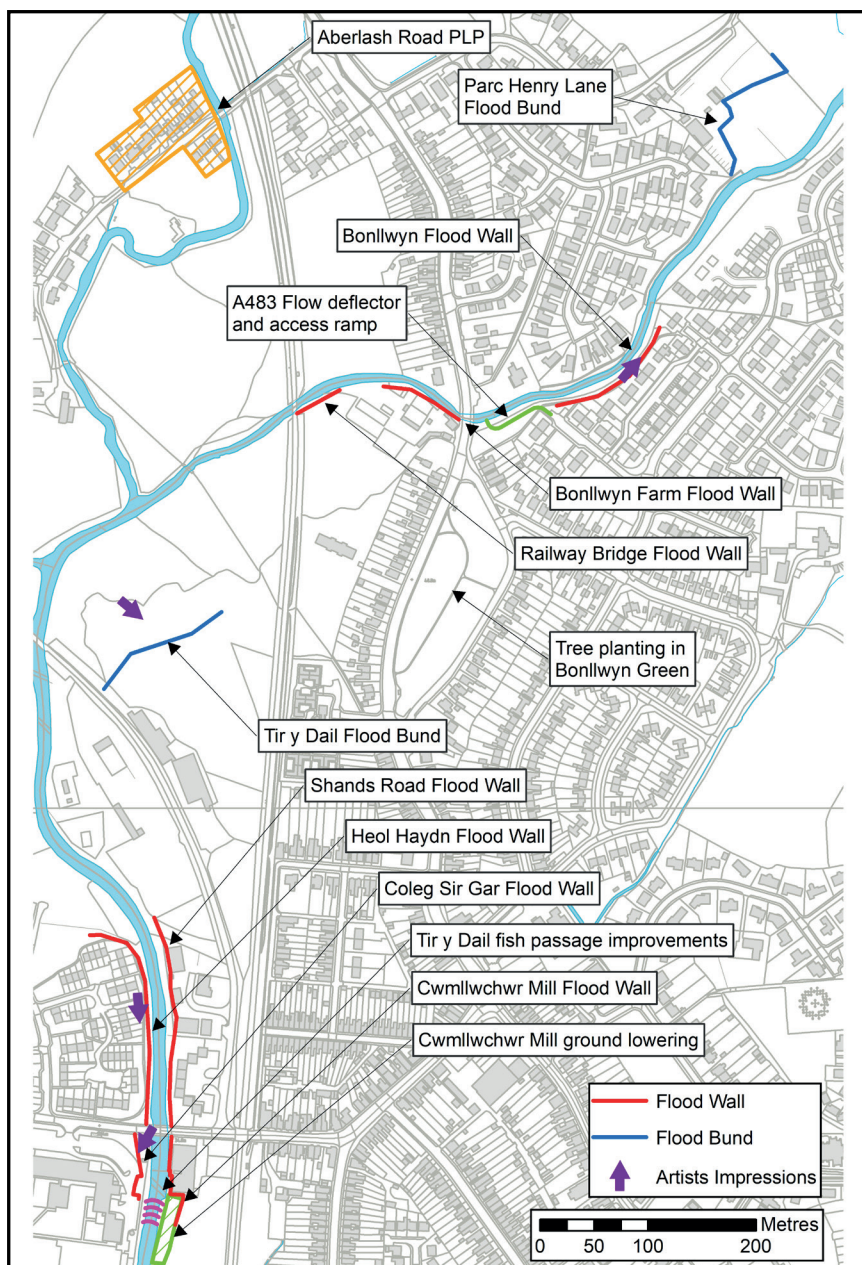 Aberlash Road PLP
Parc Henry Lane
Flood Bund
Bonllwyn Flood Wall
A483 Flow deflector
and access ramp
Bonllwyn Farm Flood Wall
Railway Bridge Flood Wall
Tree planting in
Bonllwyn Green
Tir y Dail Flood Bund
Shands Road Flood Wall
Heol Haydn Flood Wall
Coleg Sir Gar Flood Wall
Tir y Dail fish passage improvements
Cwmllwchwr Mill Flood Wall
Cwmllwchwr Mill ground lowering
Flood Wall
Flood Bund
Artists Impressions
Metres
0 50 100 200